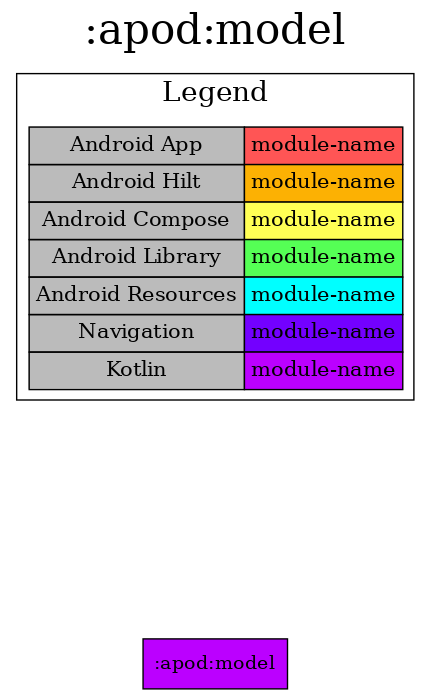 :apod:model
Legend
Android App module-name
Android Hilt module-name
Android Compose module-name
Android Library module-name
Android Resources module-name
Navigation module-name
Kotlin module-name
:apod:model